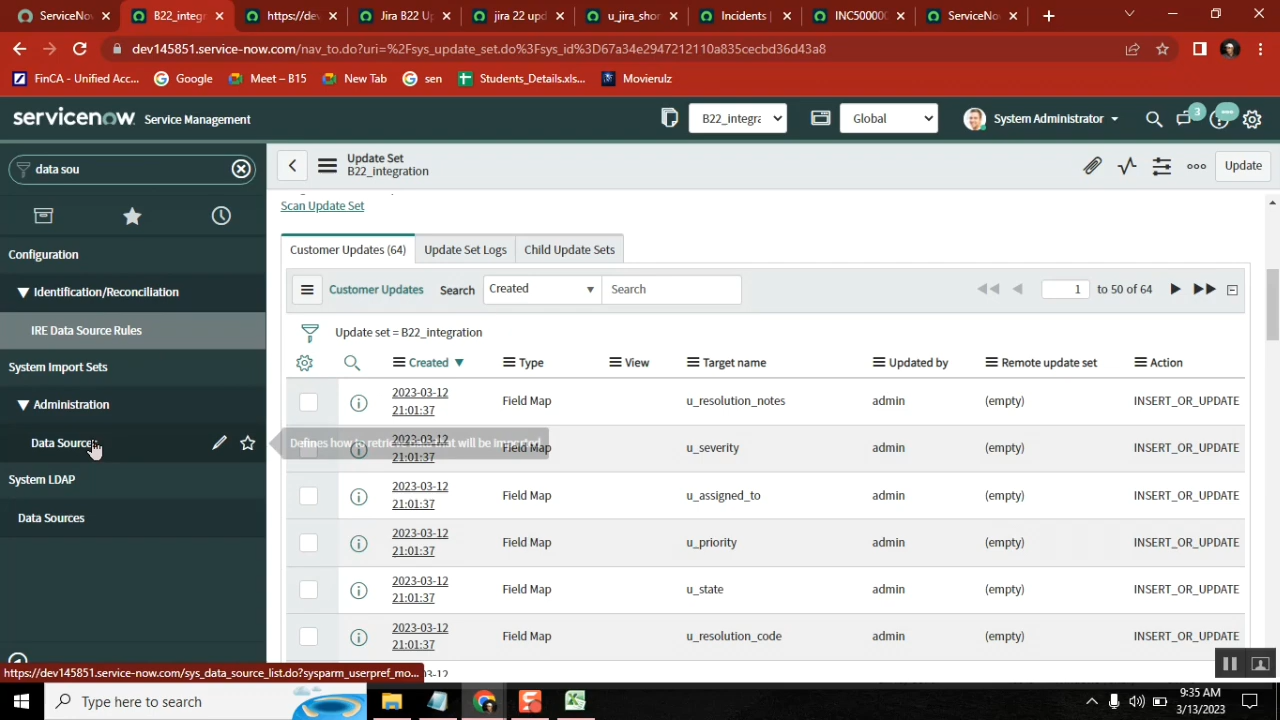 ServiceNo
B22_integr
https://de
Jira B22 U
jira 22 upd
u_jira_sho
Incidents |
INC500000
ServiceNo
dev145851.service-now.com/nav_to.do?uri=%2Fsys_update_set.do%3Fsys_id%3D67a34e2947212110a835cecbd36d43a8
FinCA - Unified Acc...
Google
Meet – B15
New Tab
sen
Students_Details.xls...
Movierulz
servicenow. Service Management
B22_integra
Global
System Administrator
3
data sou
Configuration
Identification/Reconciliation
IRE Data Source Rules
System Import Sets
Administration
Data Sources
System LDAP
Data Sources
Update Set
B22_integration
Update
Scan Update Set
Customer Updates (64) Update Set Logs Child Update Sets
Customer Updates Search Created Search 1 to 50 of 64
Update set = B22_integration
Created Type View Target name Updated by Remote update set Action
2023-03-12
21:01:37 Field Map u_resolution_notes admin (empty) INSERT_OR_UPDATE
Defines how to retrieve data that will be imported
2023-03-12
21:01:37 Field Map u_severity admin (empty) INSERT_OR_UPDATE
2023-03-12
21:01:37 Field Map u_assigned_to admin (empty) INSERT_OR_UPDATE
2023-03-12
21:01:37 Field Map u_priority admin (empty) INSERT_OR_UPDATE
2023-03-12
21:01:37 Field Map u_state admin (empty) INSERT_OR_UPDATE
2023-03-12
21:01:37 Field Map u_resolution_code admin (empty) INSERT_OR_UPDATE
https://dev145851.service-now.com/sys_data_source_list.do?sysparm_userpref_mo...
Type here to search
9:35 AM
3/13/2023